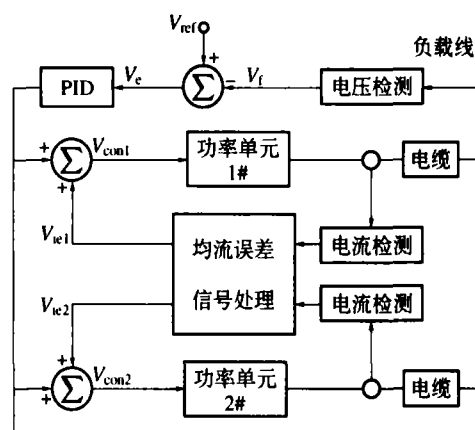 Vref
负载线
PID
Ve
+
Σ
−
Vf
电压检测
+
Σ
+
Vcon1
功率单元
1#
电缆
Vie1
均流误差
信号处理
电流检测
电流检测
Vie2
+
Σ
+
Vcon2
功率单元
2#
电缆